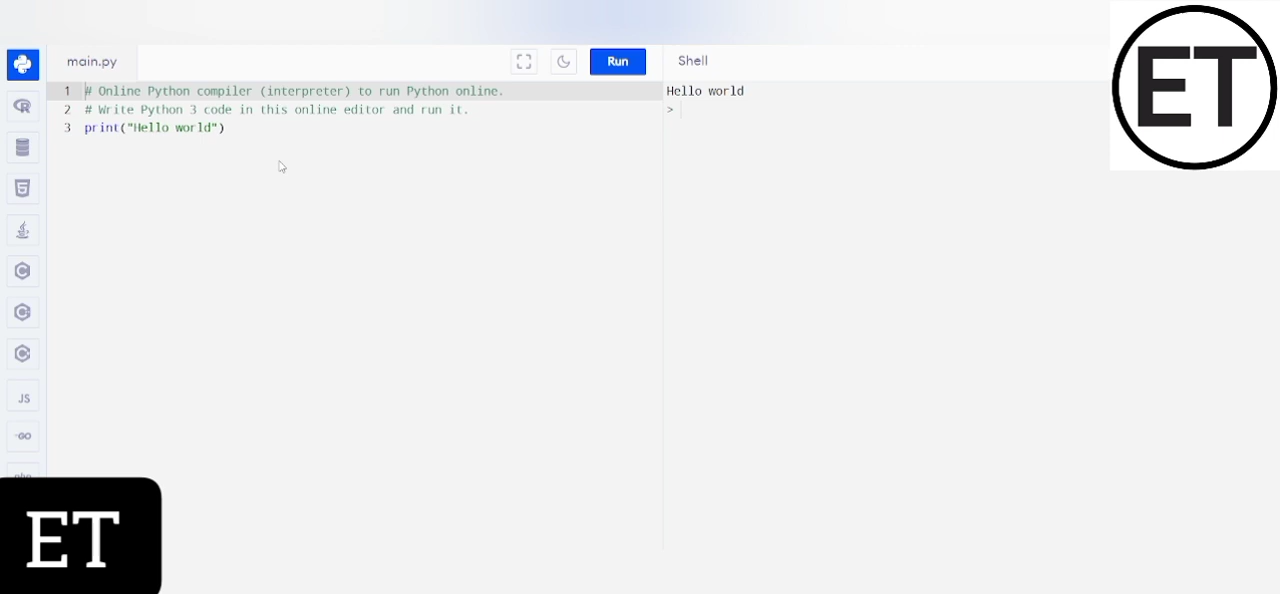 main.py
Run
Shell
1 # Online Python compiler (interpreter) to run Python online.
2 # Write Python 3 code in this online editor and run it.
3 print("Hello world")
Hello world
>
ET
R
JS
GO
php
ET